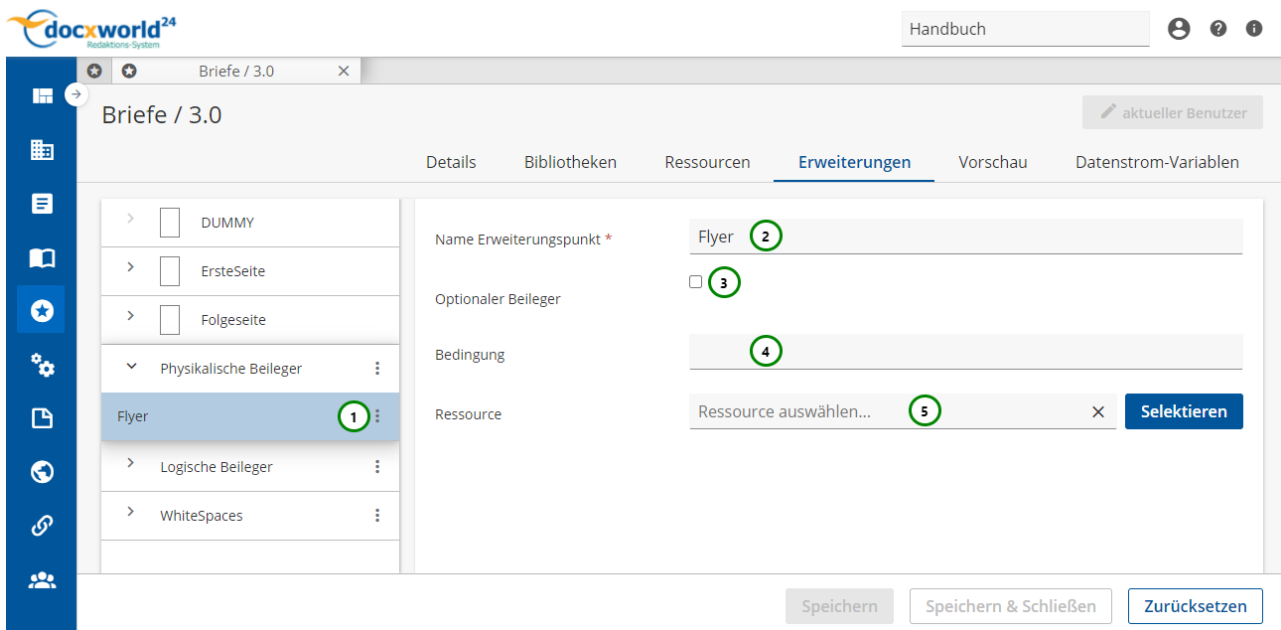 docxworld24
Redaktions-System
Handbuch
Briefe / 3.0
Briefe / 3.0
aktueller Benutzer
Details Bibliotheken Ressourcen Erweiterungen Vorschau Datenstrom-Variablen
DUMMY
ErsteSeite
Folgeseite
Physikalische Beileger
Flyer 1
Logische Beileger
WhiteSpaces
Name Erweiterungspunkt * Flyer 2
Optionaler Beileger 3
Bedingung 4
Ressource Ressource auswählen... 5 Selektieren
Speichern Speichern & Schließen Zurücksetzen